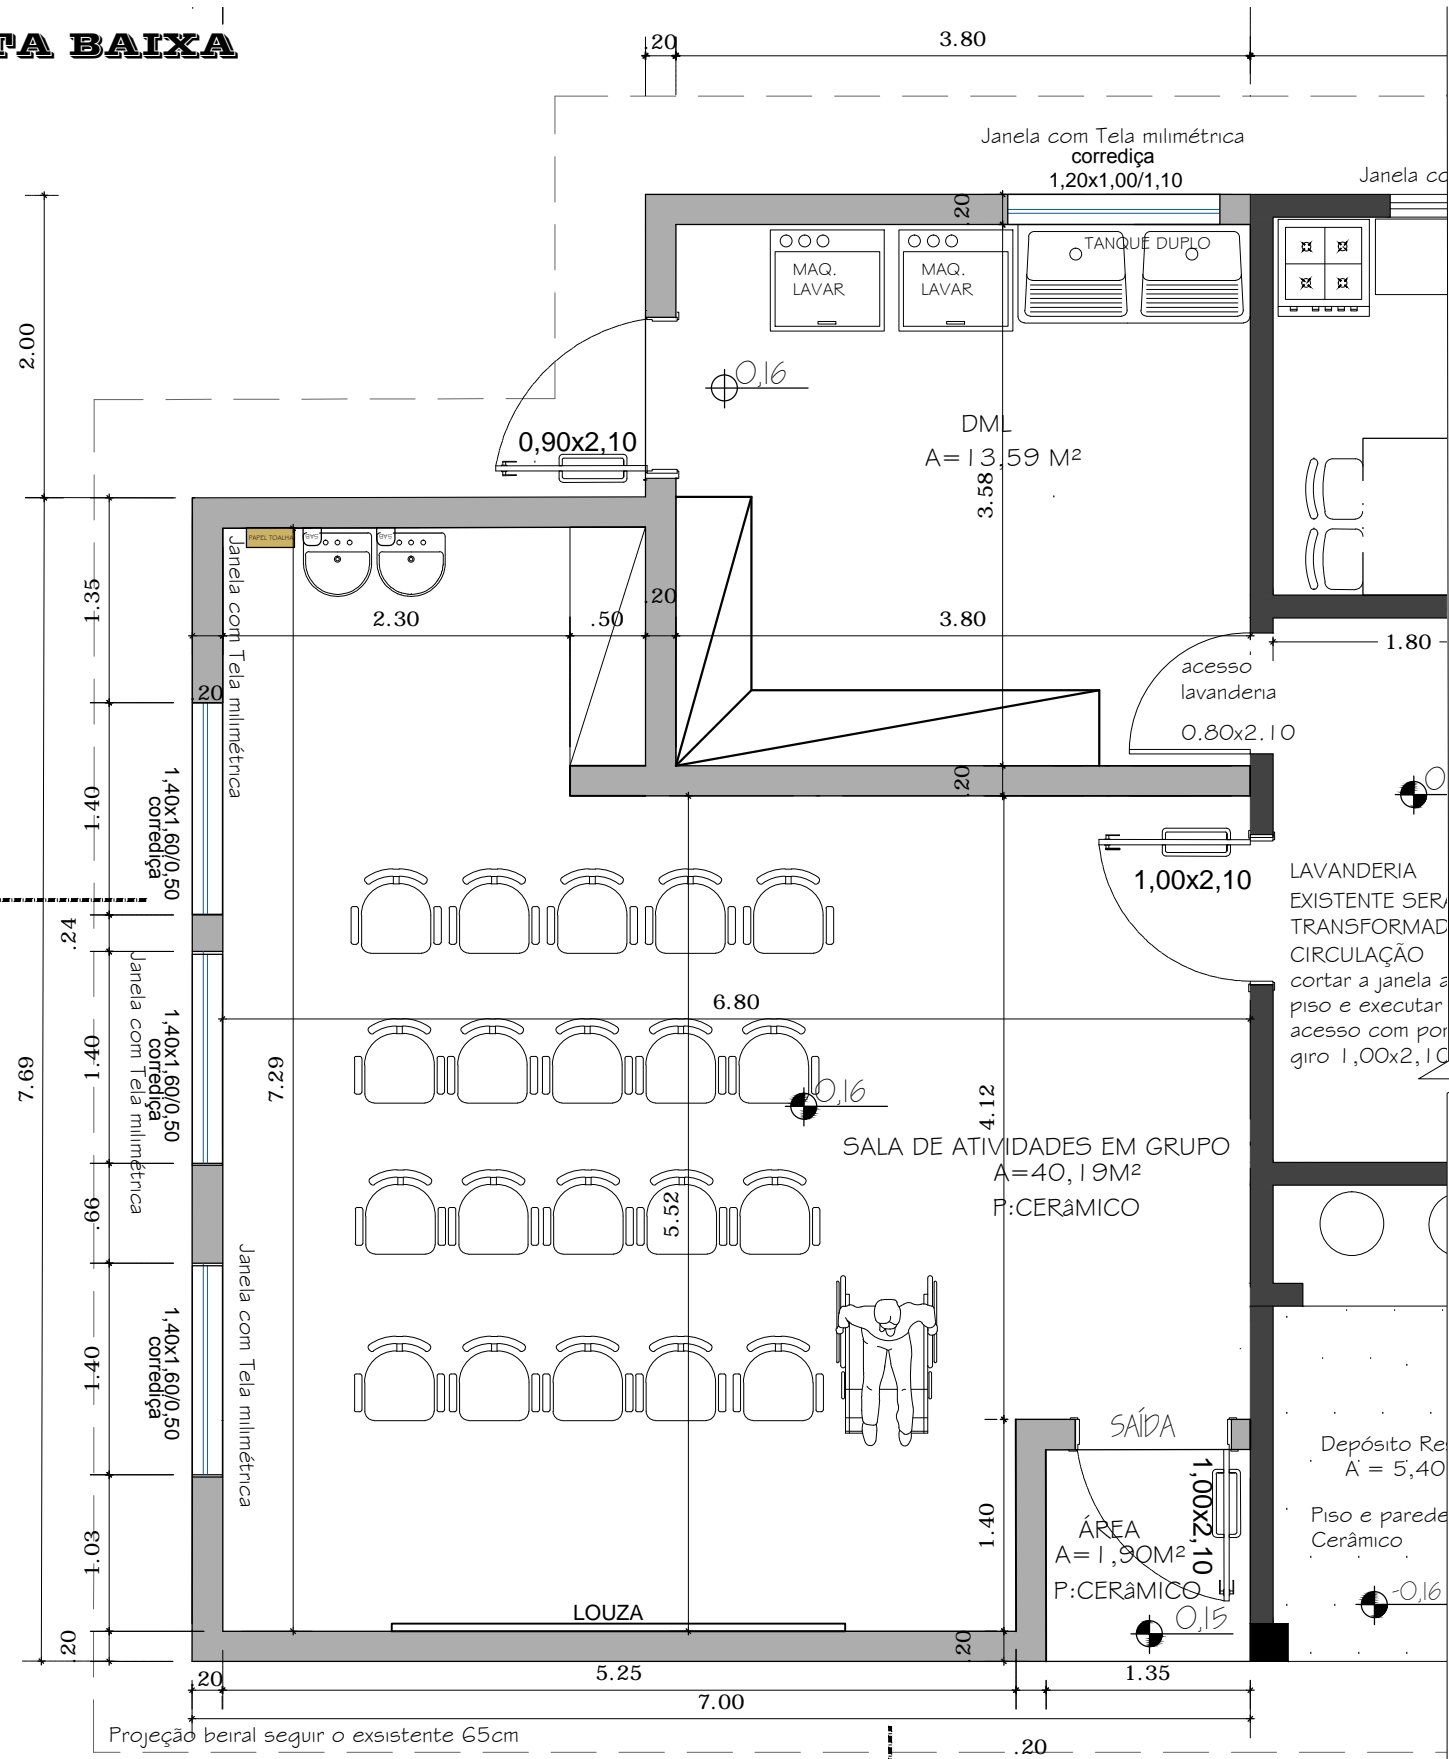 TA BAIXA
.20
3.80
Janela com Tela milimétrica
corrediça
1,20x1,00/1,10
Janela co
.20
TANQUE DUPLO
MAQ.
LAVAR
MAQ.
LAVAR
2.00
0,16
0,90x2,10
DML
A=13,59 M²
3.58
PAPEL TOALHA
SAB
SAB
Janela com Tela milimétrica
1.35
2.30
.50
.20
3.80
1.80
acesso
lavanderia
0.80x2.10
.20
.20
1.40
1,40x1,60/0,50
corrediça
0
1,00x2,10
LAVANDERIA
EXISTENTE SERA
TRANSFORMAD
CIRCULAÇÃO
cortar a janela a
piso e executar
acesso com por
giro 1,00x2,10
.24
Janela com Tela milimétrica
1,40x1,60/0,50
corrediça
6.80
7.69
1.40
7.29
0,16
4.12
SALA DE ATIVIDADES EM GRUPO
A=40,19M²
P:CERâMICO
5.52
.66
Janela com Tela milimétrica
1,40x1,60/0,50
corrediça
1.40
SAÍDA
1,00x2,10
Depósito Re
A = 5,40
Piso e parede
Cerâmico
-0,16
1.40
ÁREA
A=1,90M²
P:CERâMICO
0,15
1.03
LOUZA
.20
.20
.20
5.25
1.35
7.00
Projeção beiral seguir o exsistente 65cm
.20